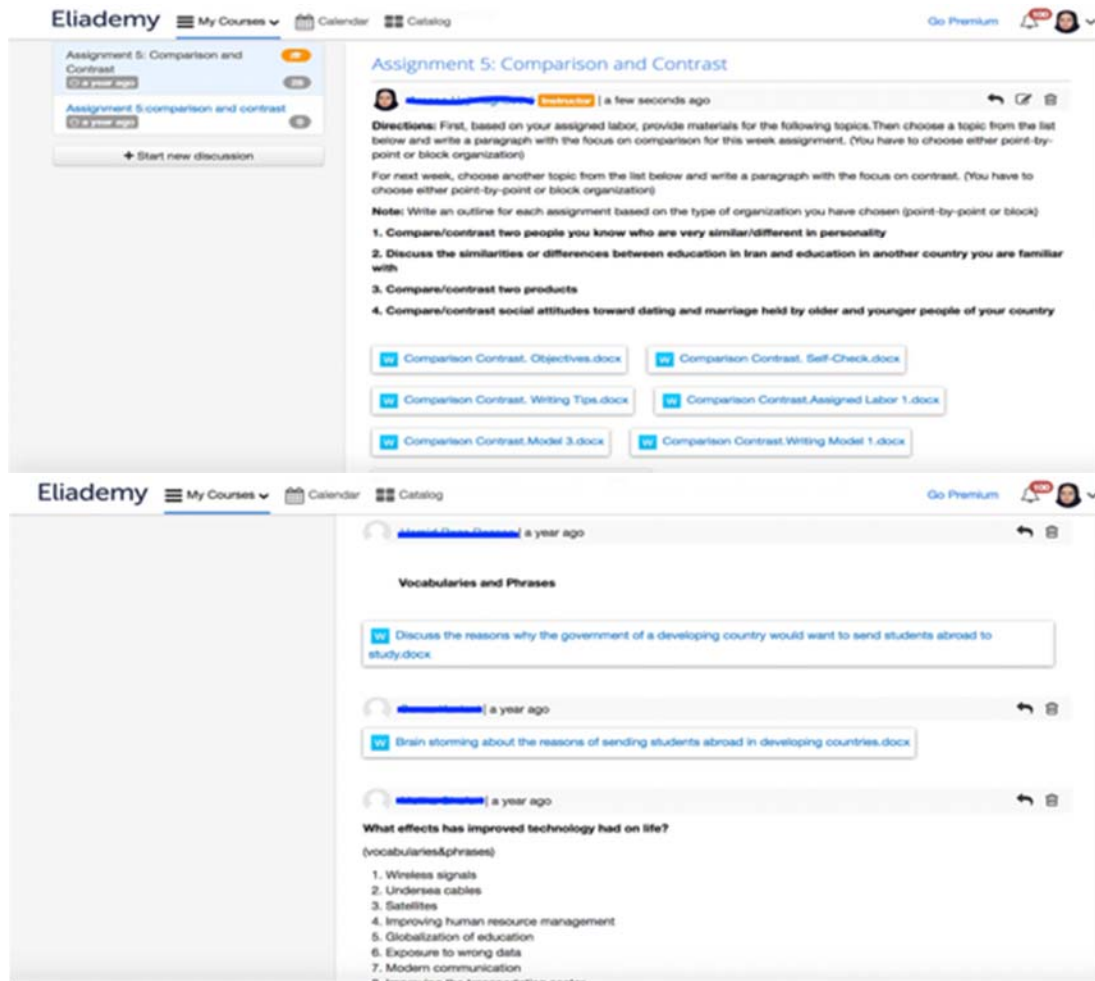 Eliademy My Courses Calendar Catalog Go Premium 100
Assignment 5: Comparison and
Contrast
a year ago
Assignment 5:comparison and contrast
a year ago 0
+ Start new discussion
Assignment 5: Comparison and Contrast
Instructor | a few seconds ago
Directions: First, based on your assigned labor, provide materials for the following topics.Then choose a topic from the list
below and write a paragraph with the focus on comparison for this week assignment. (You have to choose either point-by-
point or block organization)
For next week, choose another topic from the list below and write a paragraph with the focus on contrast. (You have to
choose either point-by-point or block organization)
Note: Write an outline for each assignment based on the type of organization you have chosen (point-by-point or block)
1. Compare/contrast two people you know who are very similar/different in personality
2. Discuss the similarities or differences between education in Iran and education in another country you are familiar
with
3. Compare/contrast two products
4. Compare/contrast social attitudes toward dating and marriage held by older and younger people of your country
W Comparison Contrast. Objectives.docx W Comparison Contrast. Self-Check.docx
W Comparison Contrast. Writing Tips.docx W Comparison Contrast.Assigned Labor 1.docx
W Comparison Contrast.Model 3.docx W Comparison Contrast.Writing Model 1.docx
Eliademy My Courses Calendar Catalog Go Premium 100
| a year ago
Vocabularies and Phrases
W Discuss the reasons why the government of a developing country would want to send students abroad to
study.docx
| a year ago
W Brain storming about the reasons of sending students abroad in developing countries.docx
| a year ago
What effects has improved technology had on life?
(vocabularies&phrases)
1. Wireless signals
2. Undersea cables
3. Satellites
4. Improving human resource management
5. Globalization of education
6. Exposure to wrong data
7. Modern communication